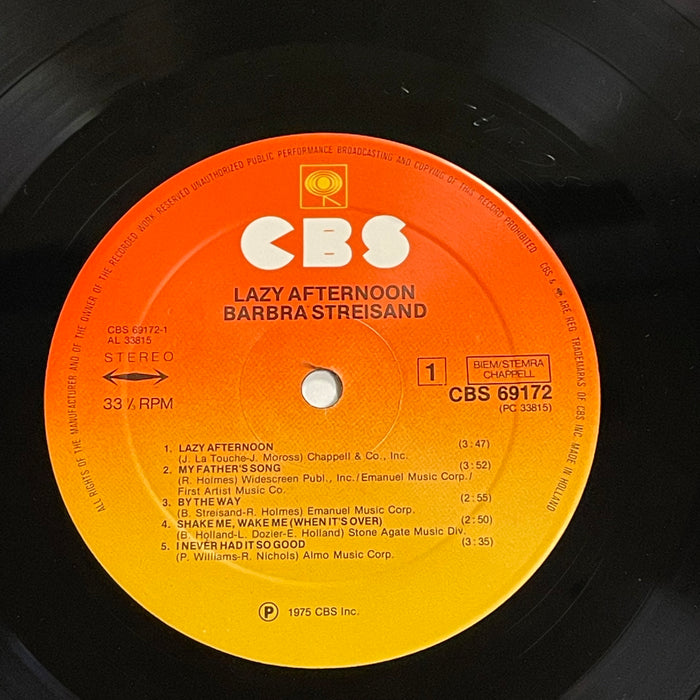 ALL RIGHTS OF THE MANUFACTURER AND OF THE OWNER OF THE RECORDED WORK RESERVED UNAUTHORIZED PUBLIC PERFORMANCE BROADCASTING AND COPYING OF THIS RECORD PROHIBITED CBS & ARE REG. TRADEMARKS OF CBS INC. MADE IN HOLLAND
CBS
LAZY AFTERNOON
BARBRA STREISAND
CBS 69172-1
AL 33815
STEREO
33 ⅓ RPM
1
BIEM/STEMRA
CHAPPELL
CBS 69172
(PC 33815)
1. LAZY AFTERNOON (3:47)
(J. La Touche-J. Moross) Chappell & Co., Inc.
2. MY FATHER'S SONG (3:52)
(R. Holmes) Widescreen Publ., Inc./Emanuel Music Corp./
First Artist Music Co.
3. BY THE WAY (2:55)
(B. Streisand-R. Holmes) Emanuel Music Corp.
4. SHAKE ME, WAKE ME (WHEN IT'S OVER) (2:50)
(B. Holland-L. Dozier-E. Holland) Stone Agate Music Div.
5. I NEVER HAD IT SO GOOD (3:35)
(P. Williams-R. Nichols) Almo Music Corp.
Ⓟ 1975 CBS Inc.